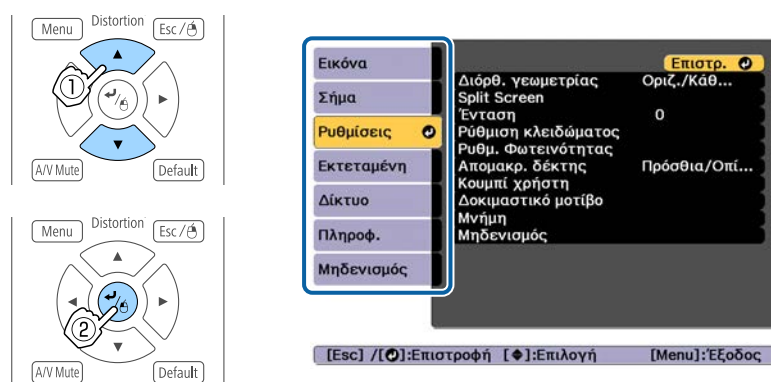 Menu
Distortion
Esc /
1
A/V Mute
Default
Menu
Distortion
Esc /
2
A/V Mute
Default
Εικόνα
Σήμα
Ρυθμίσεις
Εκτεταμένη
Δίκτυο
Πληροφ.
Μηδενισμός
Επιστρ.
Διόρθ. γεωμετρίας Οριζ./Κάθ...
Split Screen
Ένταση 0
Ρύθμιση κλειδώματος
Ρυθμ. Φωτεινότητας
Απομακρ. δέκτης Πρόσθια/Οπί...
Κουμπί χρήστη
Δοκιμαστικό μοτίβο
Μνήμη
Μηδενισμός
[Esc] /[ ]:Επιστροφή [ ]:Επιλογή [Menu]:Έξοδος